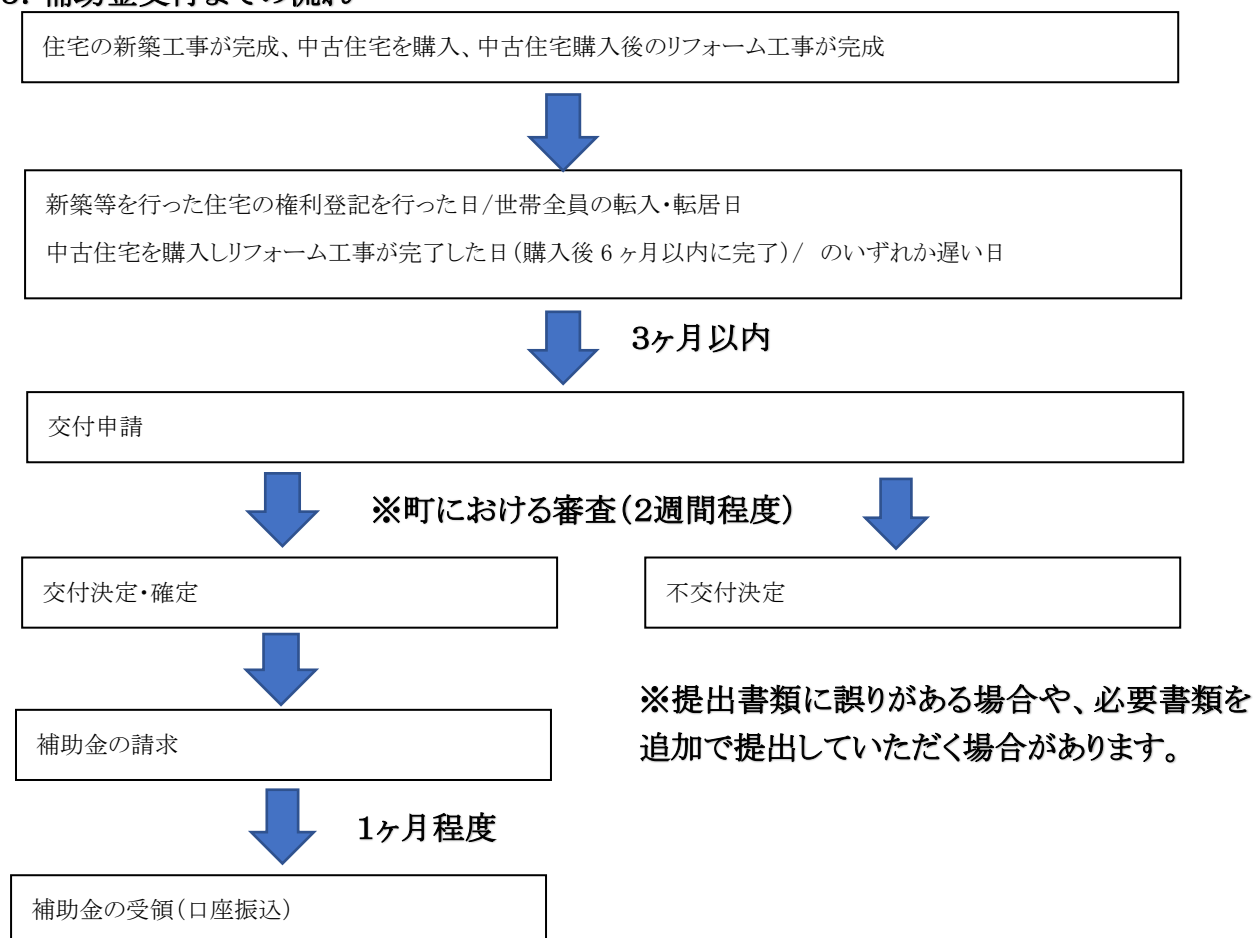 補助金交付までの流れ
住宅の新築工事が完成、中古住宅を購入、中古住宅購入後のリフォーム工事が完成
新築等を行った住宅の権利登記を行った日/世帯全員の転入・転居日
中古住宅を購入しリフォーム工事が完了した日(購入後 6 ヶ月以内に完了)/ のいずれか遅い日
3ヶ月以内
交付申請
※町における審査(2週間程度)
交付決定・確定
不交付決定
※提出書類に誤りがある場合や、必要書類を
追加で提出していただく場合があります。
補助金の請求
1ヶ月程度
補助金の受領(口座振込)